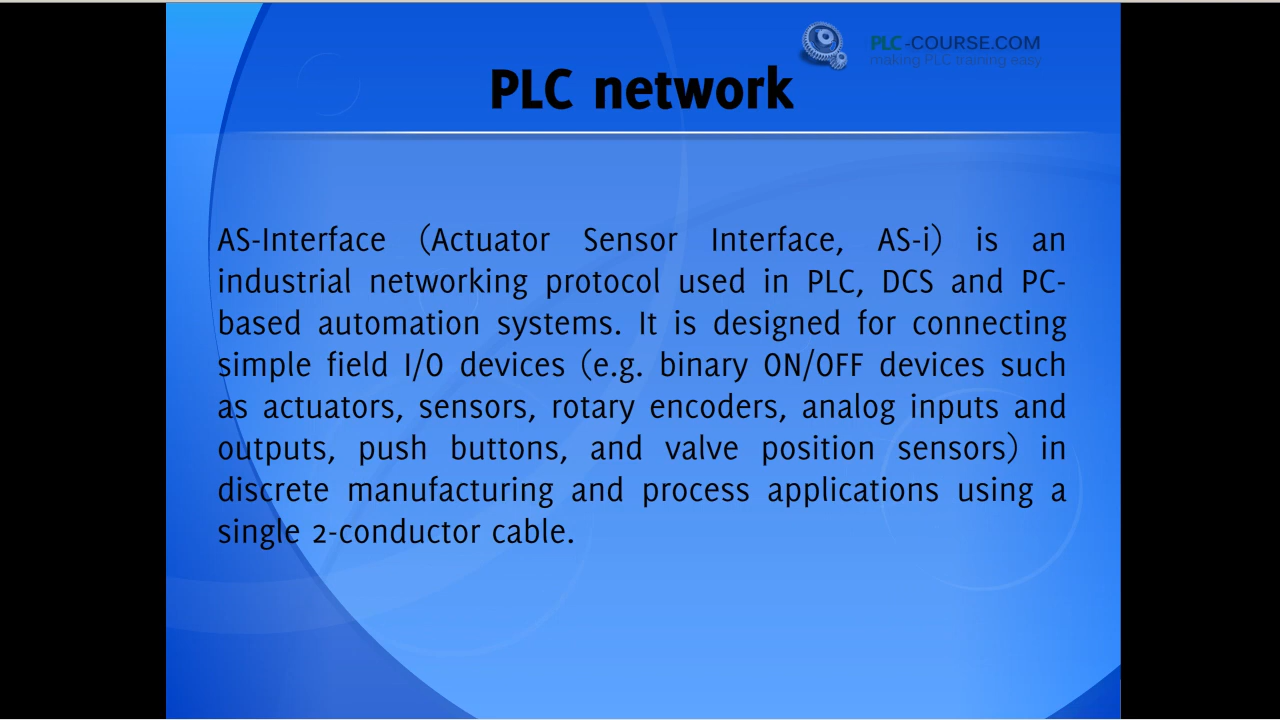 PLC-COURSE.COM
making PLC training easy
PLC network
AS-Interface (Actuator Sensor Interface, AS-i) is an
industrial networking protocol used in PLC, DCS and PC-
based automation systems. It is designed for connecting
simple field I/O devices (e.g. binary ON/OFF devices such
as actuators, sensors, rotary encoders, analog inputs and
outputs, push buttons, and valve position sensors) in
discrete manufacturing and process applications using a
single 2-conductor cable.